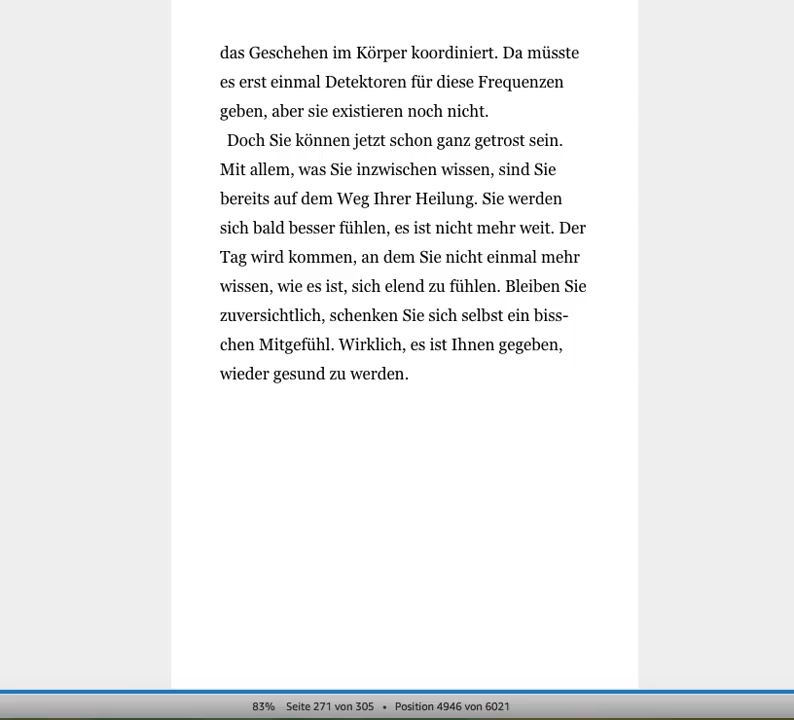 das Geschehen im Körper koordiniert. Da müsste
es erst einmal Detektoren für diese Frequenzen
geben, aber sie existieren noch nicht.
Doch Sie können jetzt schon ganz getrost sein.
Mit allem, was Sie inzwischen wissen, sind Sie
bereits auf dem Weg Ihrer Heilung. Sie werden
sich bald besser fühlen, es ist nicht mehr weit. Der
Tag wird kommen, an dem Sie nicht einmal mehr
wissen, wie es ist, sich elend zu fühlen. Bleiben Sie
zuversichtlich, schenken Sie sich selbst ein biss-
chen Mitgefühl. Wirklich, es ist Ihnen gegeben,
wieder gesund zu werden.
83% Seite 271 von 305 • Position 4946 von 6021